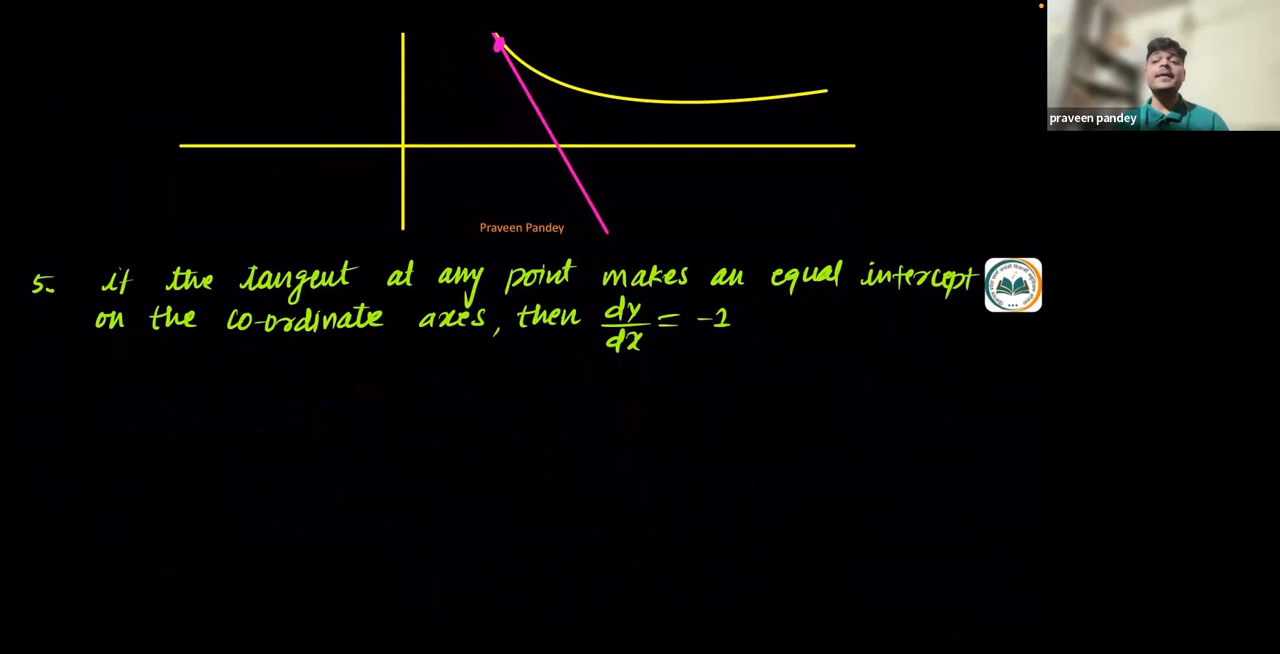 praveen pandey
Praveen Pandey
5. if the tangent at any point makes an equal intercept
on the co-ordinate axes, then dy/dx = -1